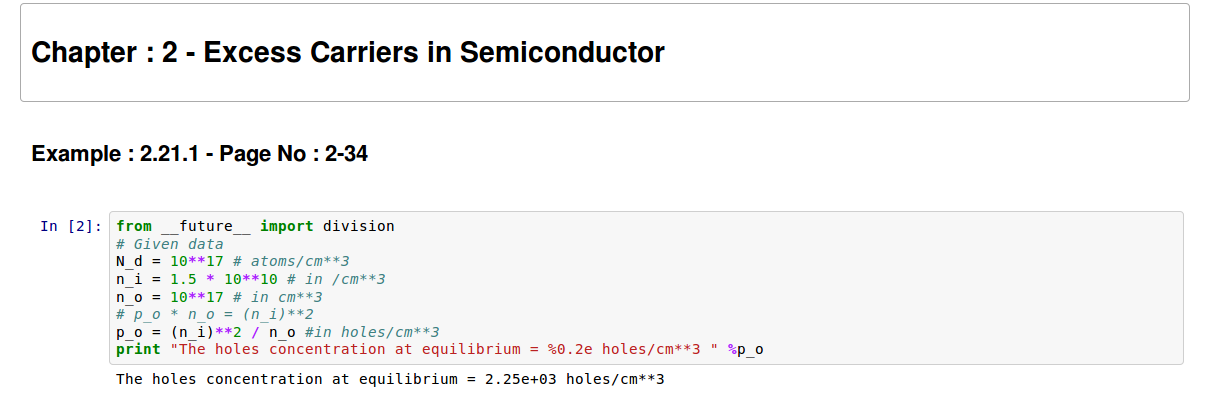 Chapter : 2 - Excess Carriers in Semiconductor
Example : 2.21.1 - Page No : 2-34
In [2]: from __future__ import division
# Given data
N_d = 10**17 # atoms/cm**3
n_i = 1.5 * 10**10 # in /cm**3
n_o = 10**17 # in cm**3
# p_o * n_o = (n_i)**2
p_o = (n_i)**2 / n_o #in holes/cm**3
print "The holes concentration at equilibrium = %0.2e holes/cm**3 " %p_o
The holes concentration at equilibrium = 2.25e+03 holes/cm**3